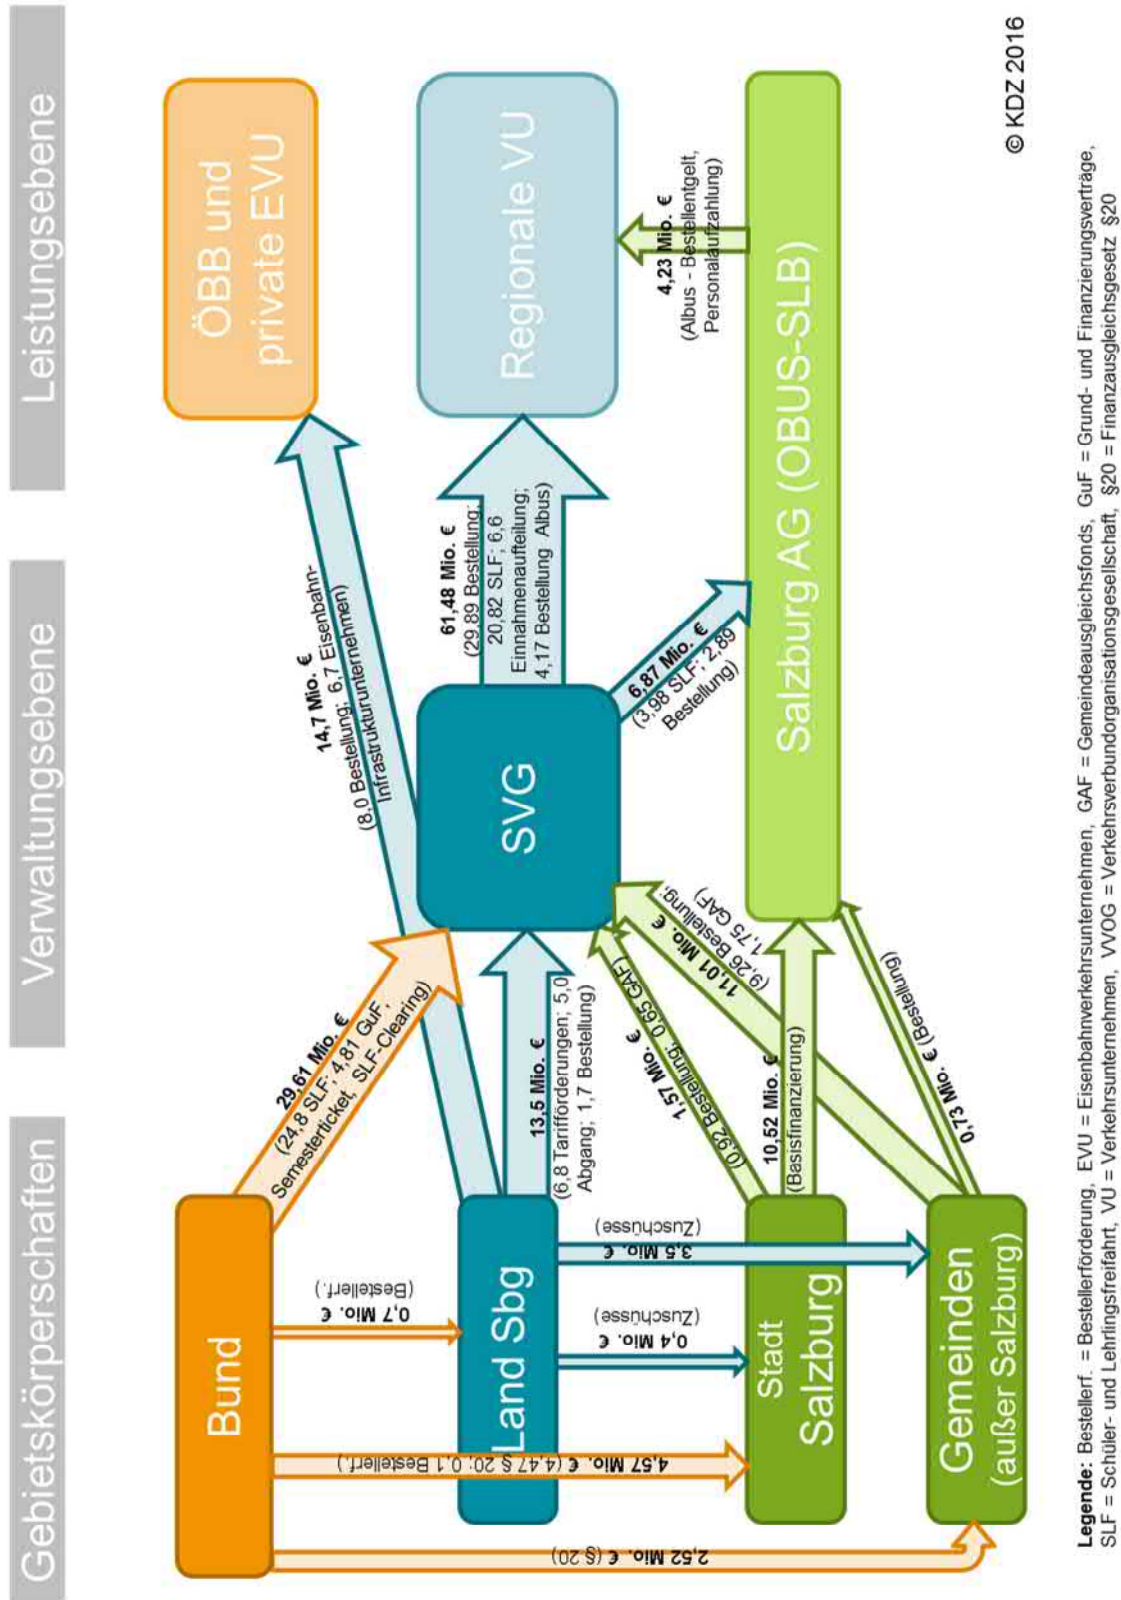 Gebietskörperschaften
Verwaltungsebene
Leistungsebene
Bund
ÖBB und
private EVU
29,61 Mio. €
(24,8 SLF; 4,81 GuF,
Semesterticket, SLF-Clearing)
14,7 Mio. €
(8,0 Bestellung; 6,7 Eisenbahn-
Infrastrukturunternehmen)
0,7 Mio. €
(Bestellerf.)
4,57 Mio. € (4,47 § 20; 0,1 Bestellerf.)
2,52 Mio. € (§ 20)
Land Sbg
13,5 Mio. €
(6,8 Tarifförderungen; 5,0
Abgang; 1,7 Bestellung)
SVG
61,48 Mio. €
(29,89 Bestellung;
20,82 SLF; 6,6
Einnahmenaufteilung;
4,17 Bestellung Albus)
Regionale VU
0,4 Mio. €
(Zuschüsse)
3,5 Mio. €
(Zuschüsse)
1,57 Mio. €
(0,92 Bestellung; 0,65 GAF)
11,01 Mio. €
(9,26 Bestellung;
1,75 GAF)
6,87 Mio. €
(3,98 SLF; 2,89
Bestellung)
4,23 Mio. €
(Albus - Bestellentgelt,
Personalaufzahlung)
Stadt
Salzburg
10,52 Mio. €
(Basisfinanzierung)
Salzburg AG (OBUS-SLB)
Gemeinden
(außer Salzburg)
0,73 Mio. € (Bestellung)
© KDZ 2016
Legende: Bestellerf. = Bestellerförderung, EVU = Eisenbahnverkehrsunternehmen, GAF = Gemeindeausgleichsfonds, GuF = Grund- und Finanzierungsverträge,
SLF = Schüler- und Lehrlingsfreifahrt, VU = Verkehrsunternehmen, VVOG = Verkehrsverbundorganisationsgesellschaft, §20 = Finanzausgleichsgesetz §20